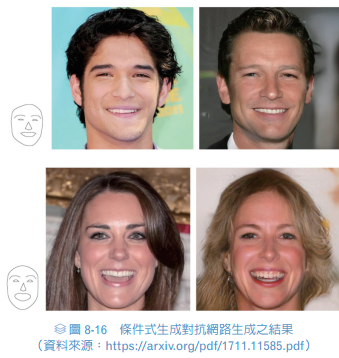 圖 8-16 條件式生成對抗網路生成之結果
（資料來源：https://arxiv.org/pdf/1711.11585.pdf）